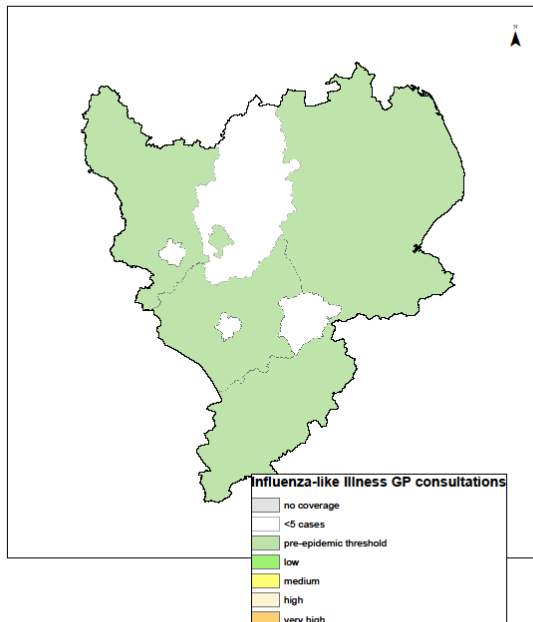 N
Influenza-like Illness GP consultations
no coverage
<5 cases
pre-epidemic threshold
low
medium
high
very high